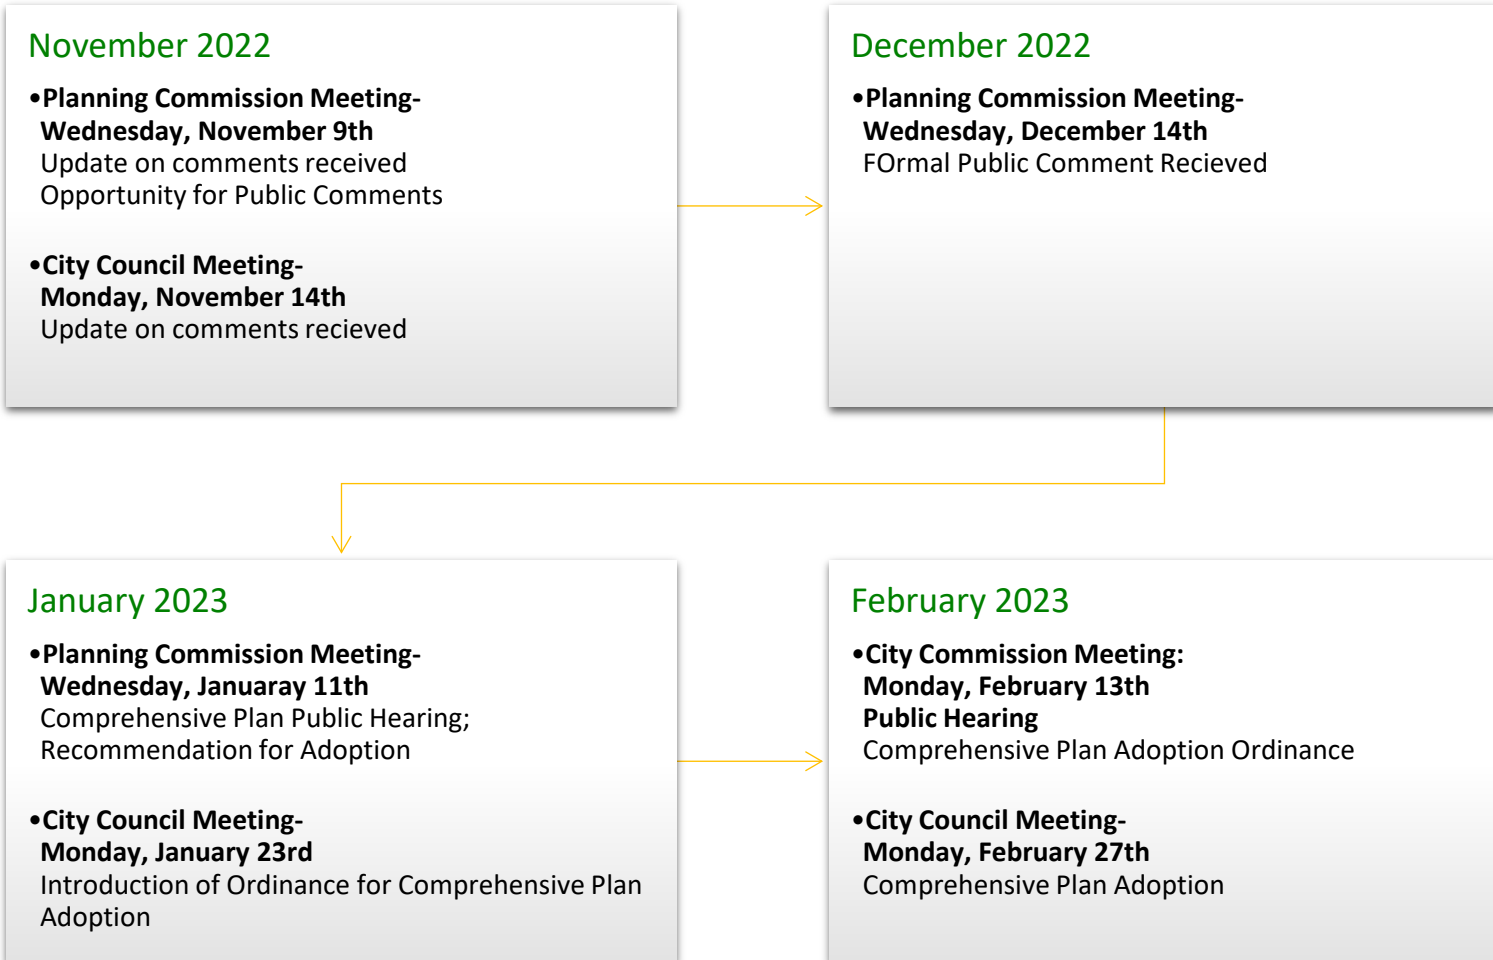 November 2022
•Planning Commission Meeting-
Wednesday, November 9th
Update on comments received
Opportunity for Public Comments
•City Council Meeting-
Monday, November 14th
Update on comments recieved
December 2022
•Planning Commission Meeting-
Wednesday, December 14th
FOrmal Public Comment Recieved
January 2023
•Planning Commission Meeting-
Wednesday, Januaray 11th
Comprehensive Plan Public Hearing;
Recommendation for Adoption
•City Council Meeting-
Monday, January 23rd
Introduction of Ordinance for Comprehensive Plan
Adoption
February 2023
•City Commission Meeting:
Monday, February 13th
Public Hearing
Comprehensive Plan Adoption Ordinance
•City Council Meeting-
Monday, February 27th
Comprehensive Plan Adoption